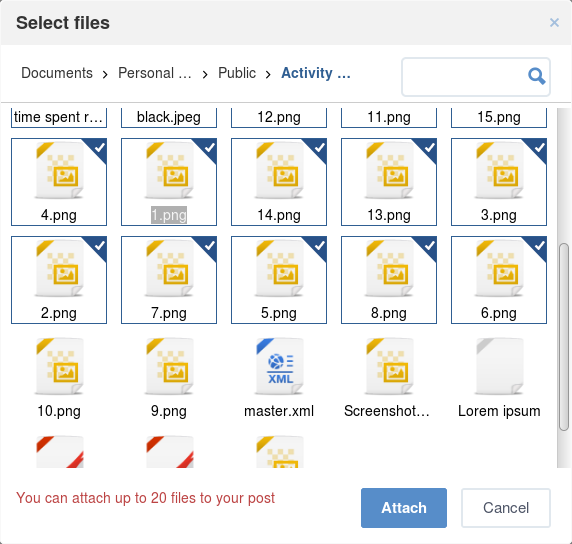 Select files ×
Documents › Personal ... › Public › Activity ...
time spent r... black.jpeg 12.png 11.png 15.png
4.png 1.png 14.png 13.png 3.png
2.png 7.png 5.png 8.png 6.png
XML
10.png 9.png master.xml Screenshot... Lorem ipsum
You can attach up to 20 files to your post
Attach Cancel